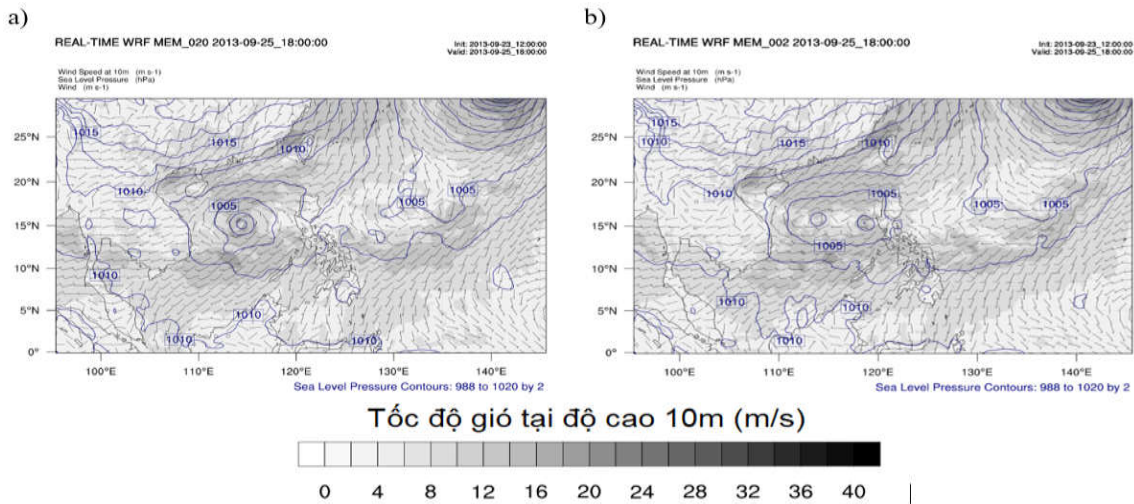 a)
REAL-TIME WRF MEM_020 2013-09-25_18:00:00
Init: 2013-09-23_12:00:00
Valid: 2013-09-25_18:00:00
Wind Speed at 10m (m s-1)
Sea Level Pressure (hPa)
Wind (m s-1)
25°N
20°N
15°N
10°N
5°N
0°
1015
1015
1010
1010
1005
1005
1005
1010
1010
1010
1010
100°E 110°E 120°E 130°E 140°E
Sea Level Pressure Contours: 988 to 1020 by 2
b)
REAL-TIME WRF MEM_002 2013-09-25_18:00:00
Init: 2013-09-23_12:00:00
Valid: 2013-09-25_18:00:00
Wind Speed at 10m (m s-1)
Sea Level Pressure (hPa)
Wind (m s-1)
25°N
20°N
15°N
10°N
5°N
0°
1015
1010
1015
1010
1010
1005
1005
1005
1005
1010
1010
1010
100°E 110°E 120°E 130°E 140°E
Sea Level Pressure Contours: 988 to 1020 by 2
Tốc độ gió tại độ cao 10m (m/s)
0 4 8 12 16 20 24 28 32 36 40